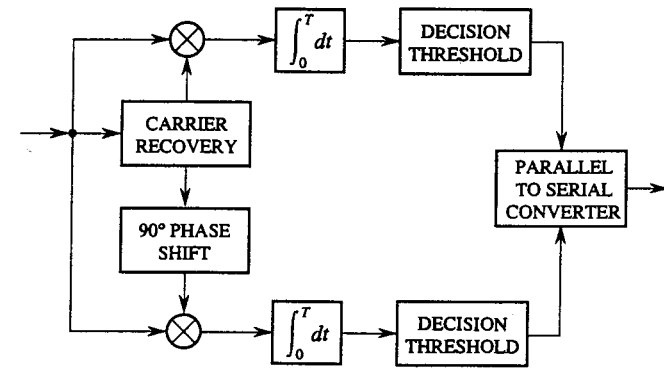 ∫₀ᵀ dt
DECISION
THRESHOLD
CARRIER
RECOVERY
PARALLEL
TO SERIAL
CONVERTER
90° PHASE
SHIFT
∫₀ᵀ dt
DECISION
THRESHOLD